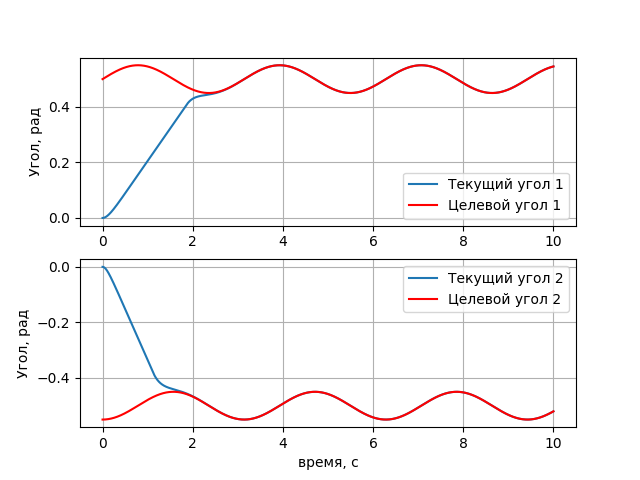 Угол, рад
0.4
0.2
0.0
Текущий угол 1
Целевой угол 1
0 2 4 6 8 10
Угол, рад
0.0
−0.2
−0.4
Текущий угол 2
Целевой угол 2
0 2 4 6 8 10
время, с